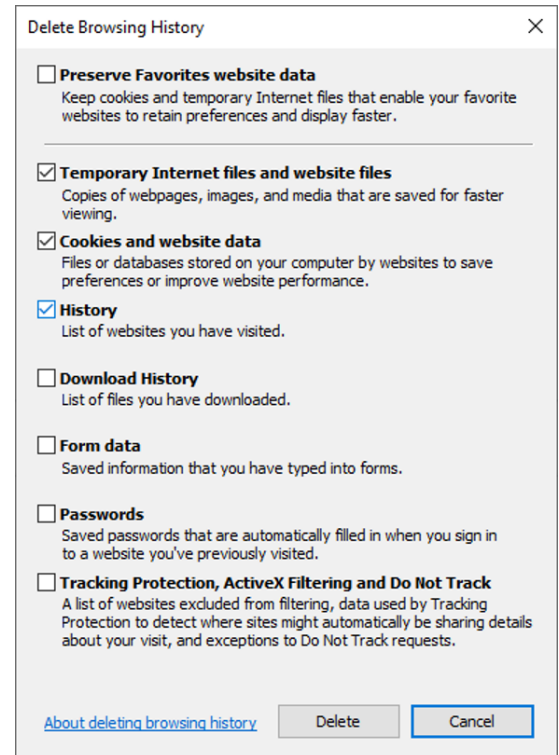 Delete Browsing History
Preserve Favorites website data
Keep cookies and temporary Internet files that enable your favorite
websites to retain preferences and display faster.
Temporary Internet files and website files
Copies of webpages, images, and media that are saved for faster
viewing.
Cookies and website data
Files or databases stored on your computer by websites to save
preferences or improve website performance.
History
List of websites you have visited.
Download History
List of files you have downloaded.
Form data
Saved information that you have typed into forms.
Passwords
Saved passwords that are automatically filled in when you sign in
to a website you've previously visited.
Tracking Protection, ActiveX Filtering and Do Not Track
A list of websites excluded from filtering, data used by Tracking
Protection to detect where sites might automatically be sharing details
about your visit, and exceptions to Do Not Track requests.
About deleting browsing history Delete Cancel